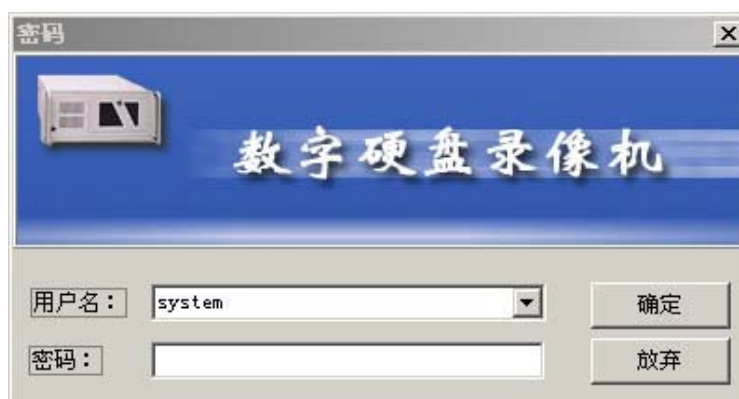 密码
数字硬盘录像机
用户名：
system
确定
密码：
放弃